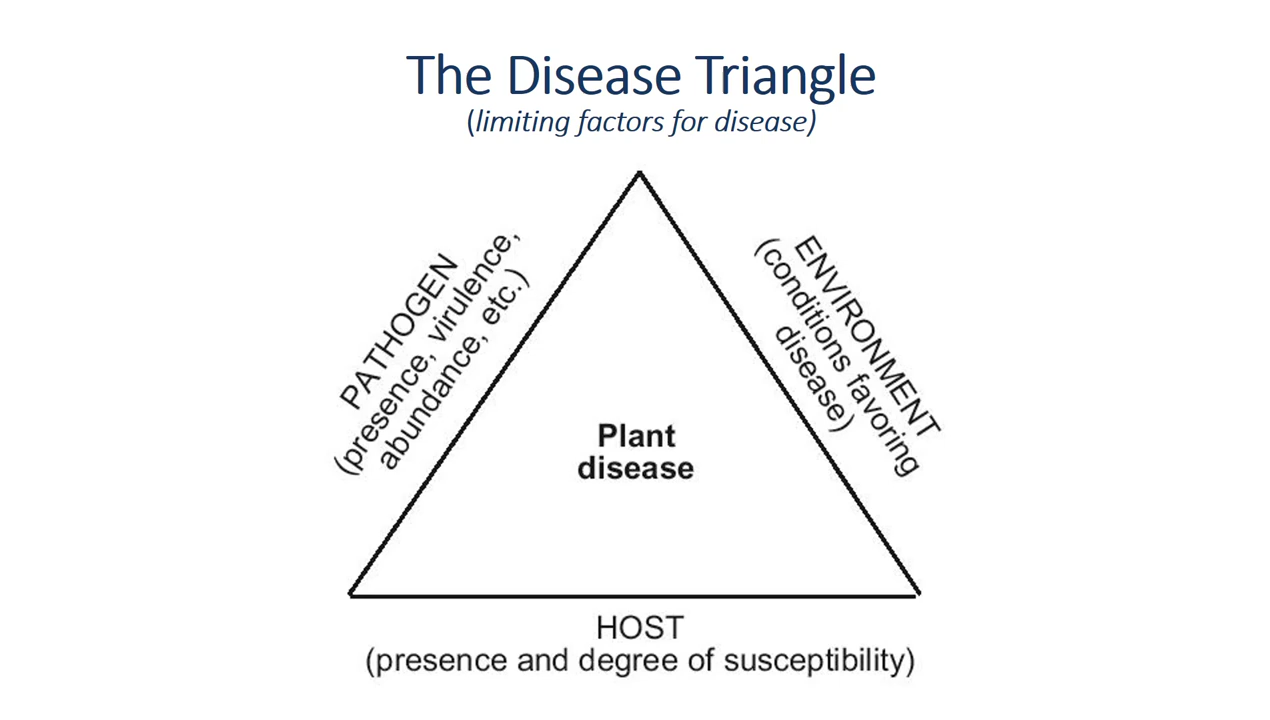 The Disease Triangle
(limiting factors for disease)
PATHOGEN
(presence, virulence,
abundance, etc.)
ENVIRONMENT
(conditions favoring
disease)
Plant
disease
HOST
(presence and degree of susceptibility)